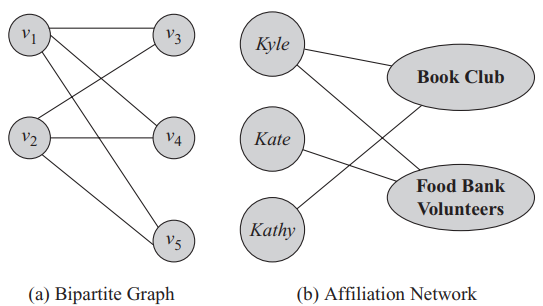 v1
v3
v2
v4
v5
(a) Bipartite Graph
Kyle
Book Club
Kate
Food Bank
Volunteers
Kathy
(b) Affiliation Network